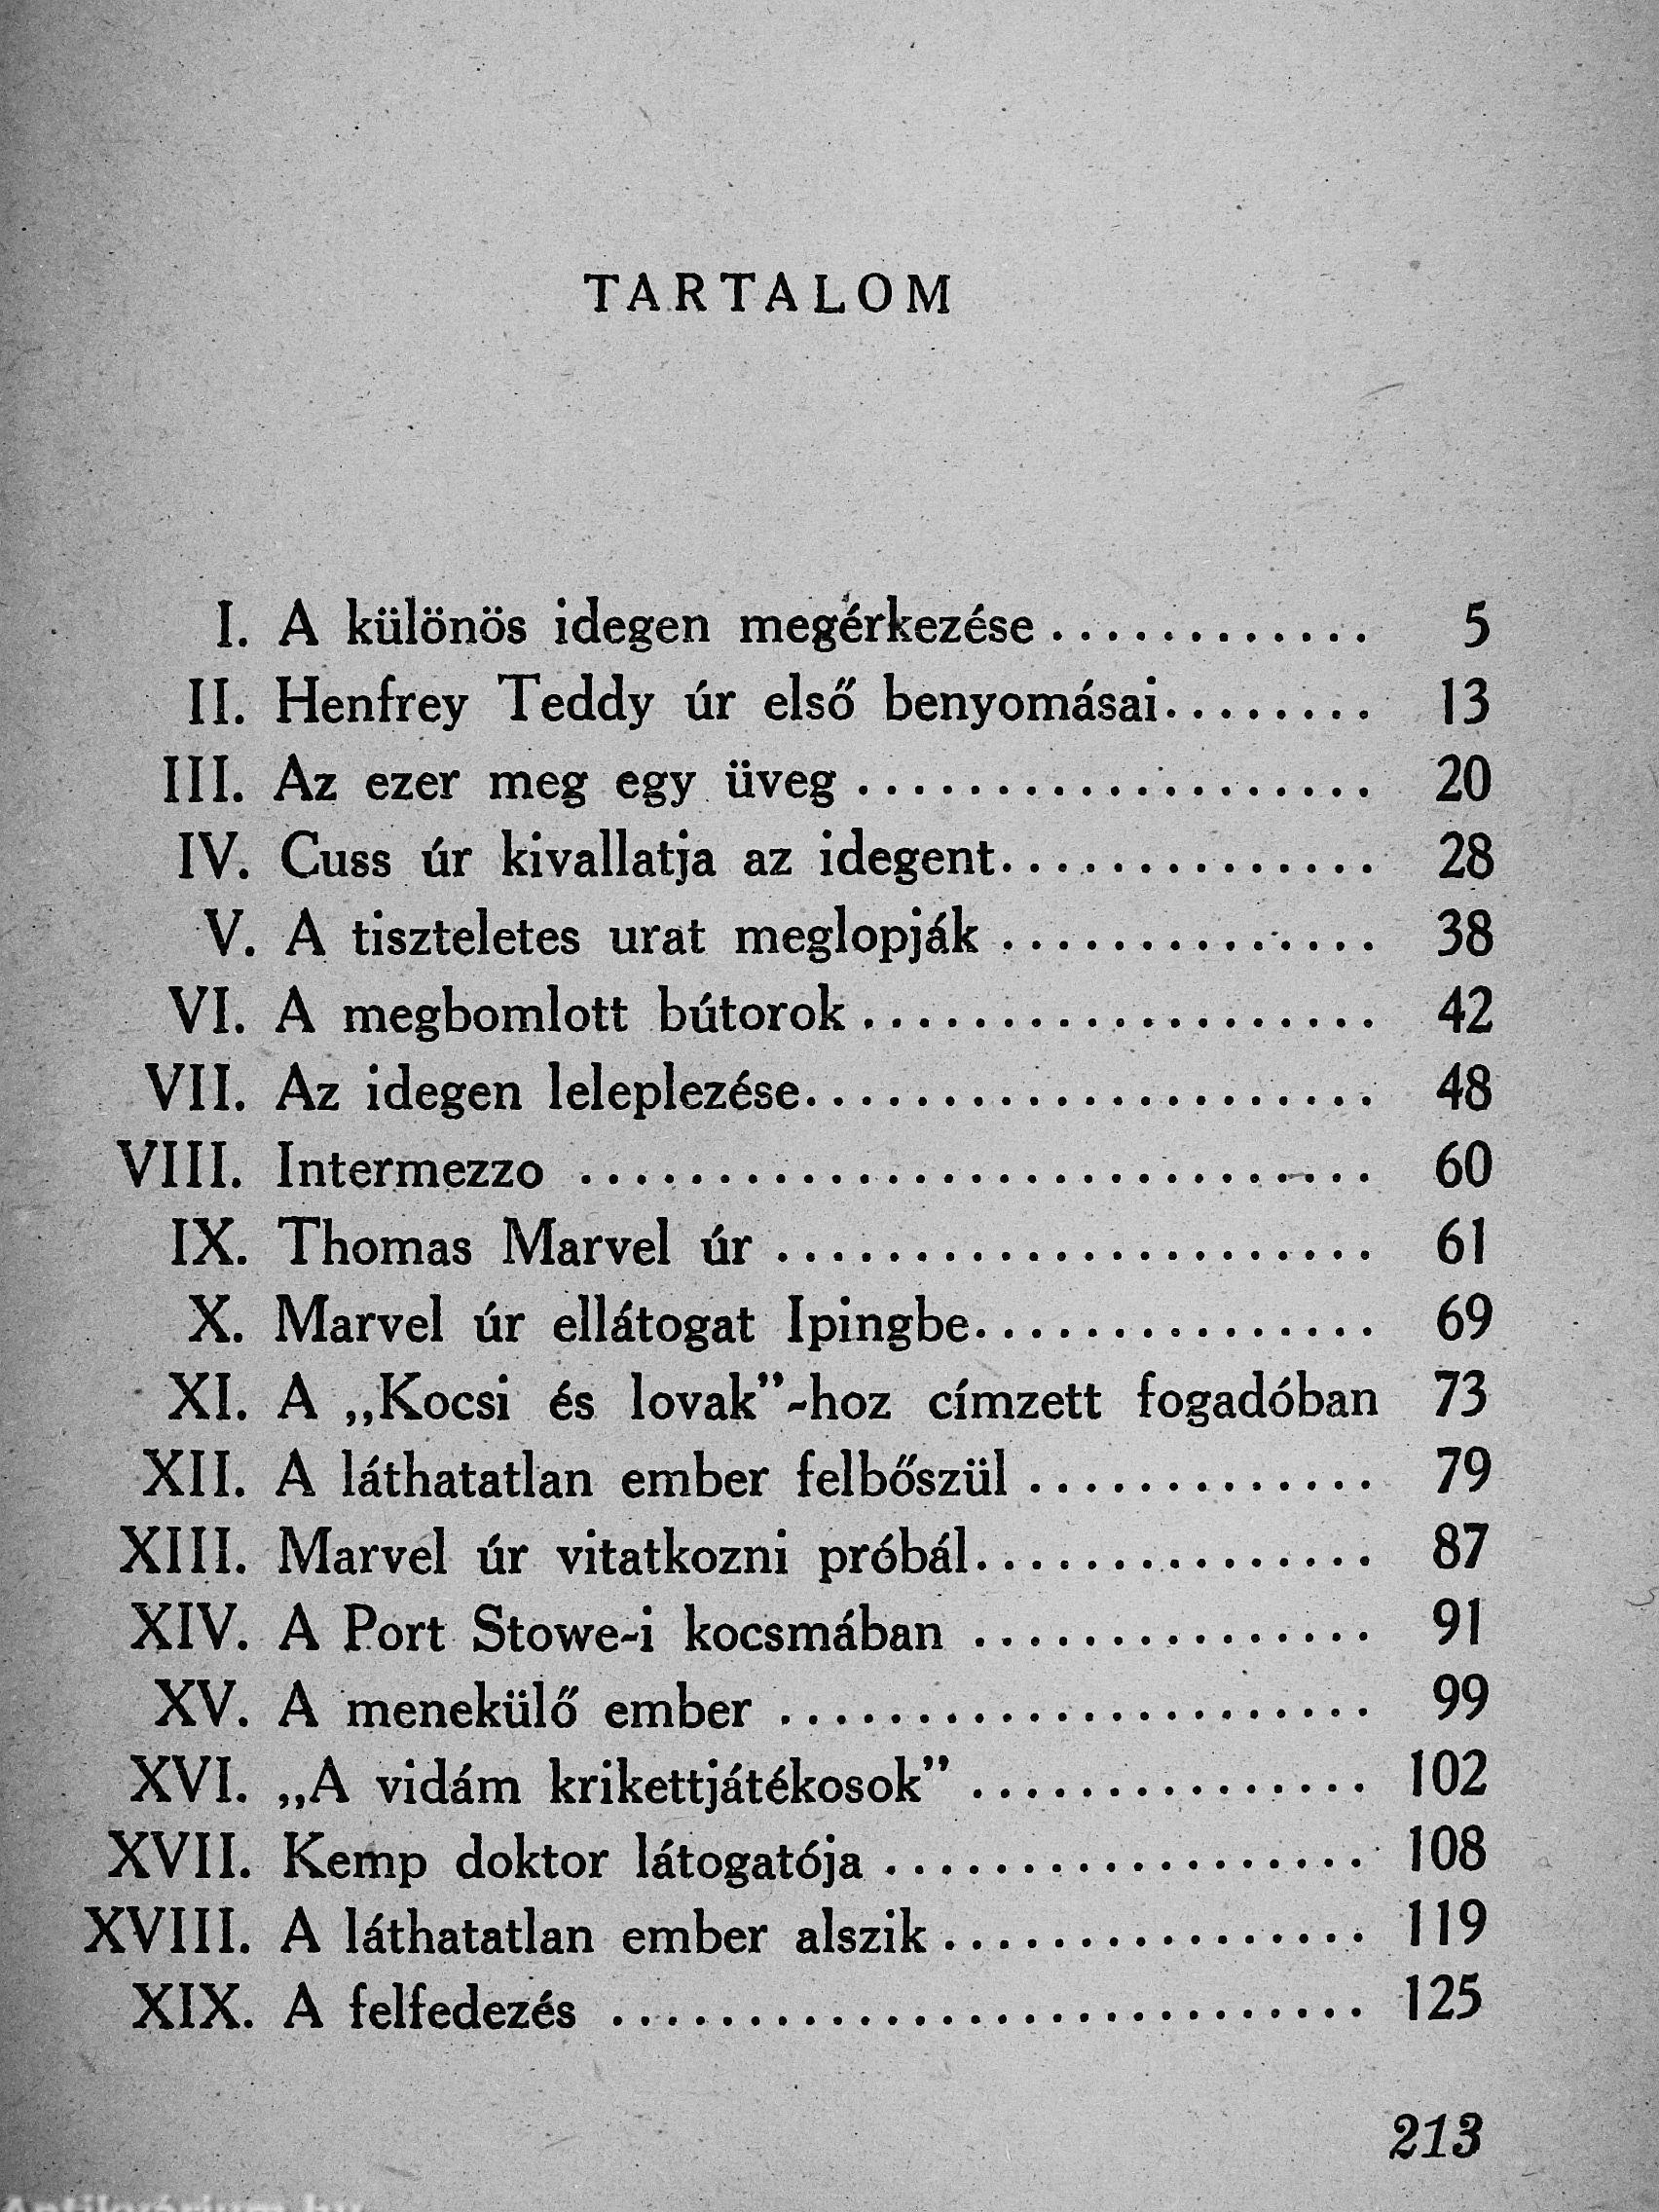 TARTALOM
I. A különös idegen megérkezése............ 5
II. Henfrey Teddy úr első benyomásai........ 13
III. Az ezer meg egy üveg................... 20
IV. Cuss úr kivallatja az idegent.............. 28
V. A tiszteletes urat meglopják.............. 38
VI. A megbomlott bútorok................... 42
VII. Az idegen leleplezése..................... 48
VIII. Intermezzo ............................. 60
IX. Thomas Marvel úr...................... 61
X. Marvel úr ellátogat Ipingbe............... 69
XI. A „Kocsi és lovak”-hoz címzett fogadóban 73
XII. A láthatatlan ember felbőszül............. 79
XIII. Marvel úr vitatkozni próbál............... 87
XIV. A Port Stowe-i kocsmában............... 91
XV. A menekülő ember...................... 99
XVI. „A vidám krikettjátékosok”............... 102
XVII. Kemp doktor látogatója.................. 108
XVIII. A láthatatlan ember alszik................ 119
XIX. A felfedezés ............................ 125
213
Antikvárium.hu